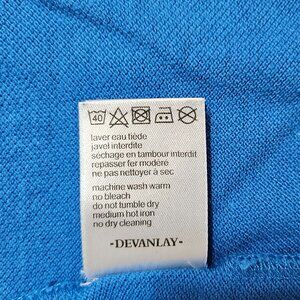 40
laver eau tiède
javel interdite
séchage en tambour interdit
repasser fer modéré
ne pas nettoyer à sec
machine wash warm
no bleach
do not tumble dry
medium hot iron
no dry cleaning
-DEVANLAY-